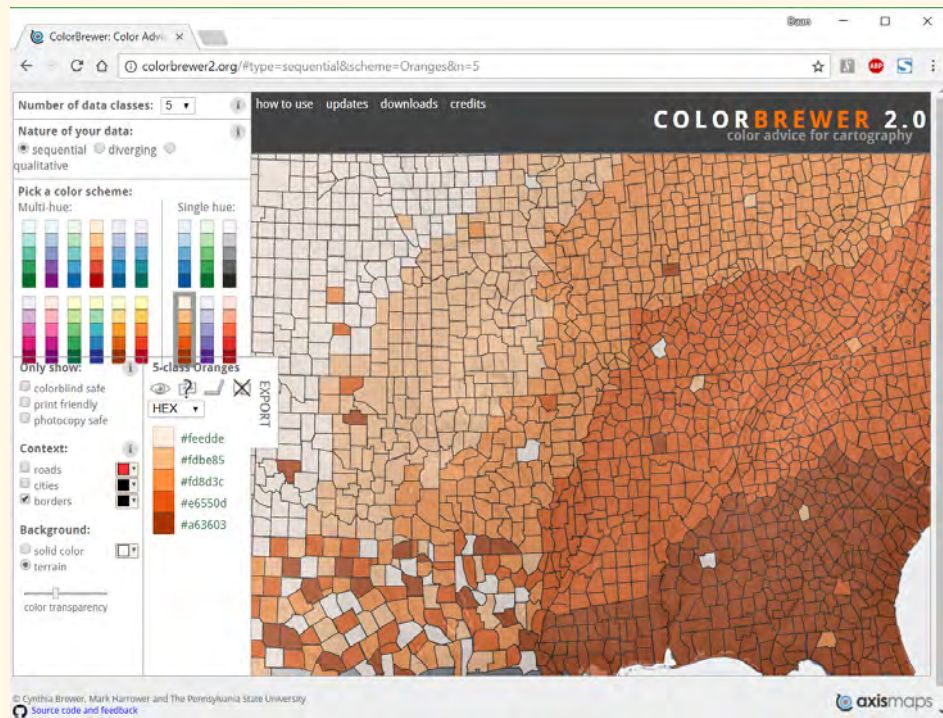 ColorBrewer: Color Advi
colorbrewer2.org/#type=sequential&scheme=Oranges&n=5
Number of data classes: 5
how to use updates downloads credits
COLORBREWER 2.0
color advice for cartography
Nature of your data:
sequential diverging
qualitative
Pick a color scheme:
Multi-hue: Single hue:
Only show:
colorblind safe
print friendly
photocopy safe
Context:
roads
cities
borders
Background:
solid color
terrain
color transparency
5-class Oranges
EXPORT
HEX
#feedde
#fdbe85
#fd8d3c
#e6550d
#a63603
© Cynthia Brewer, Mark Harrower and The Pennsylvania State University
Source code and feedback
axismaps